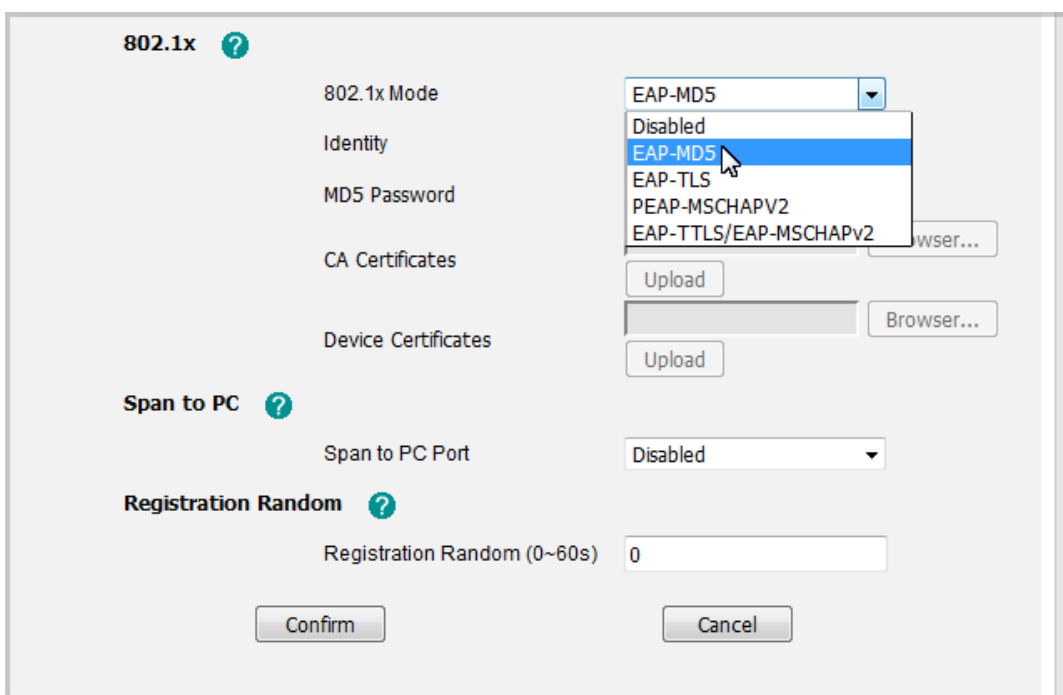 802.1x ?
802.1x Mode EAP-MD5
Disabled
Identity EAP-MD5
EAP-TLS
MD5 Password PEAP-MSCHAPV2
EAP-TTLS/EAP-MSCHAPv2 wser...
CA Certificates
Upload
Browser...
Device Certificates
Upload
Span to PC ?
Span to PC Port Disabled
Registration Random ?
Registration Random (0~60s) 0
Confirm Cancel